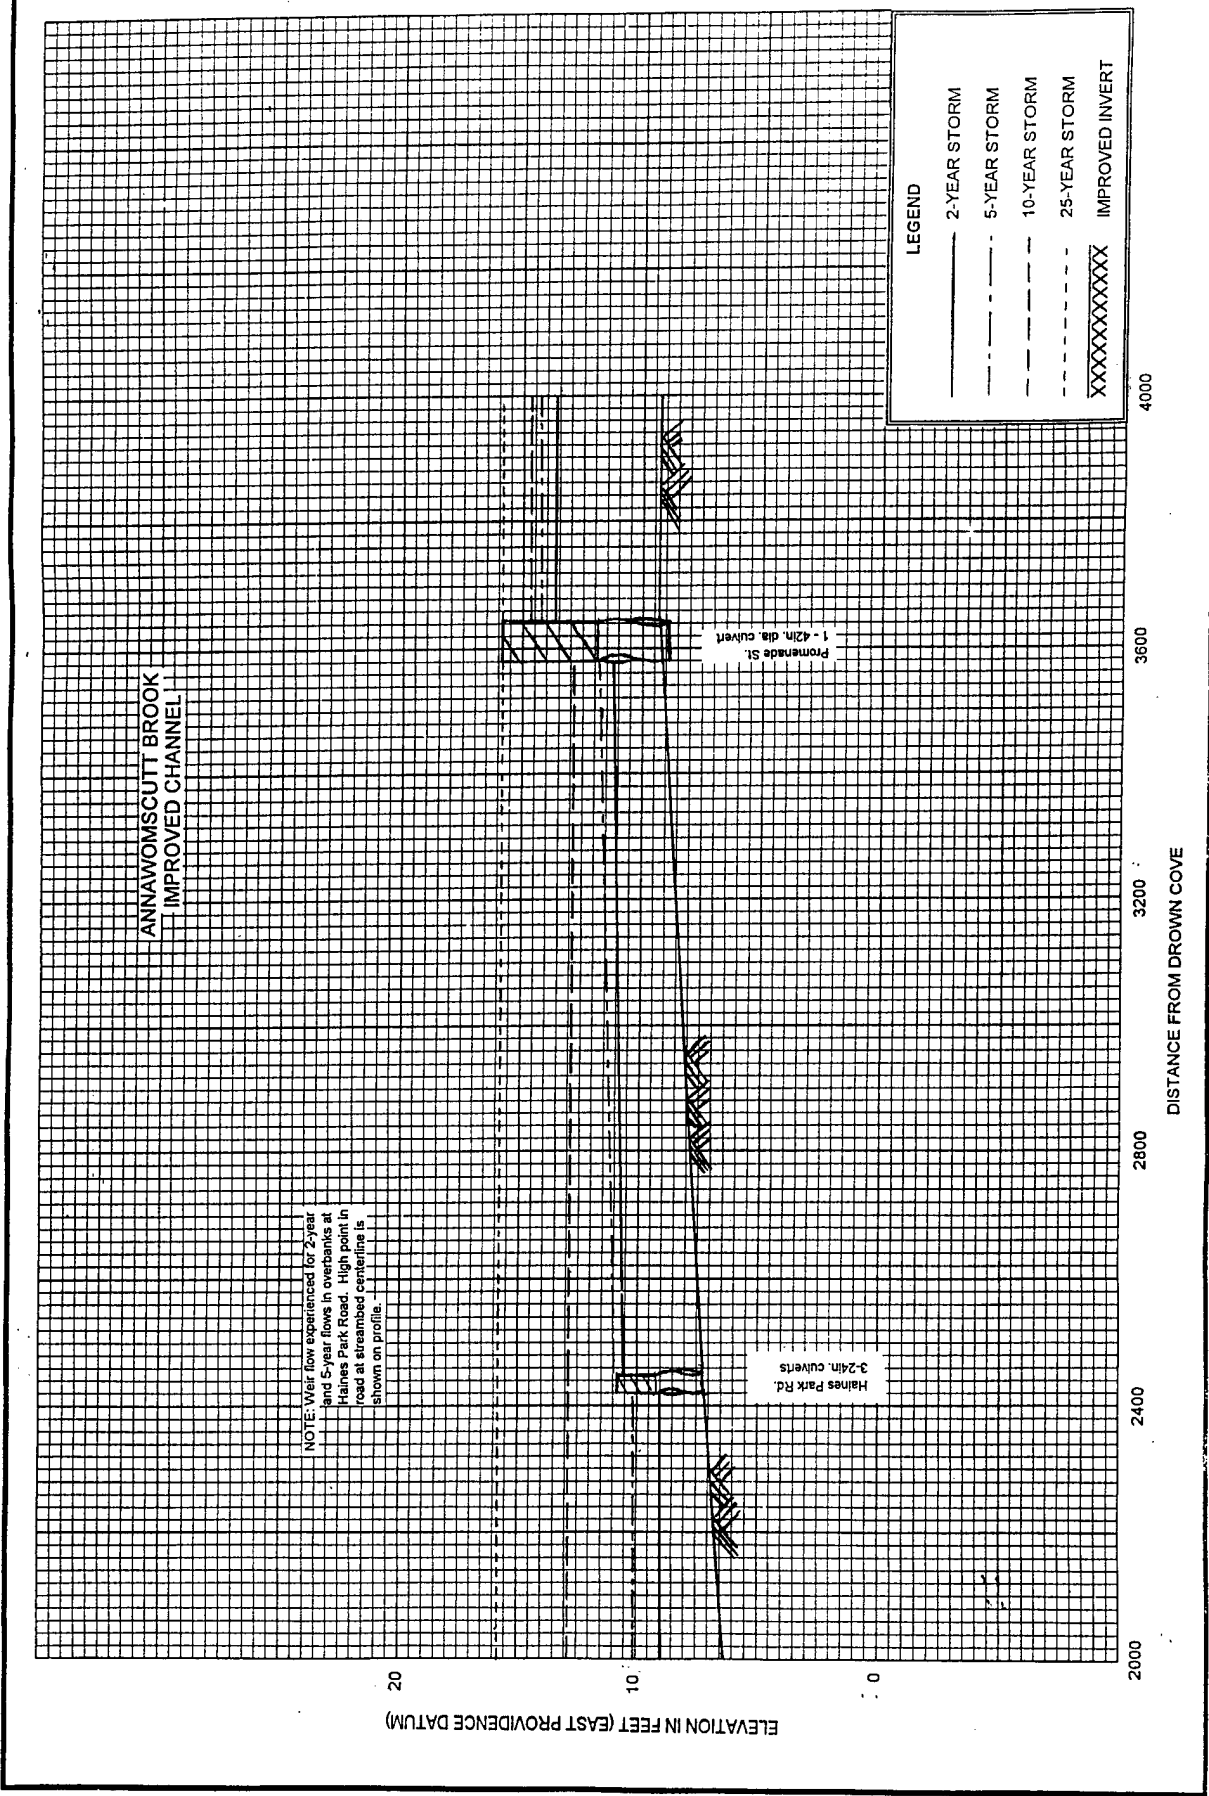 ANNAWOMSCUTT BROOK
IMPROVED CHANNEL
NOTE: Weir flow experienced for 2-year
and 5-year flows in overbanks at
Haines Park Road. High point in
road at streambed centerline is
shown on profile.
Haines Park Rd.
3-24in. culverts
Promenade St.
1 - 42in. dia. culvert
LEGEND
2-YEAR STORM
5-YEAR STORM
10-YEAR STORM
25-YEAR STORM
IMPROVED INVERT
ELEVATION IN FEET (EAST PROVIDENCE DATUM)
20
10
0
2000
2400
2800
3200
3600
4000
DISTANCE FROM DROWN COVE